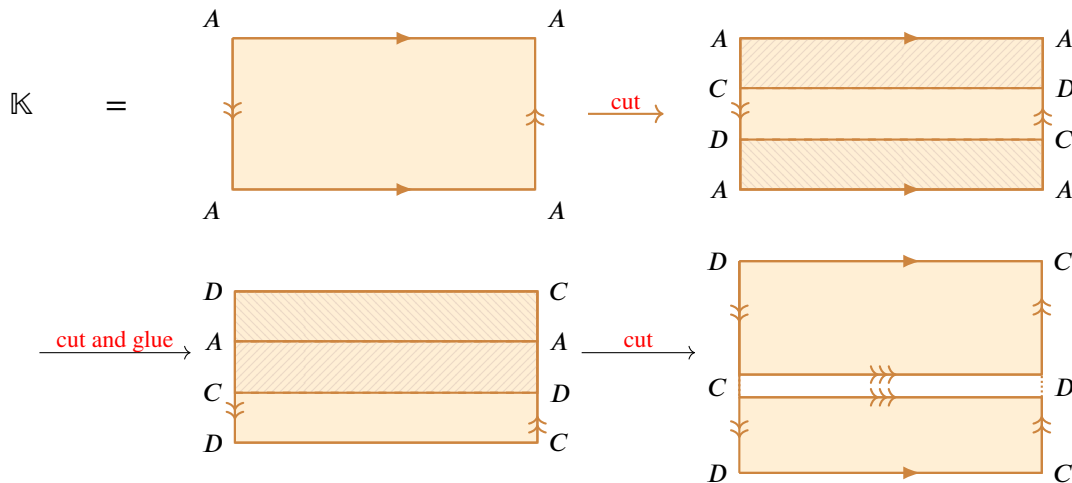 A A A A
𝕂 = cut C D
D C
A A A A
D C D C
cut and glue A A cut C D
C D
D C D C